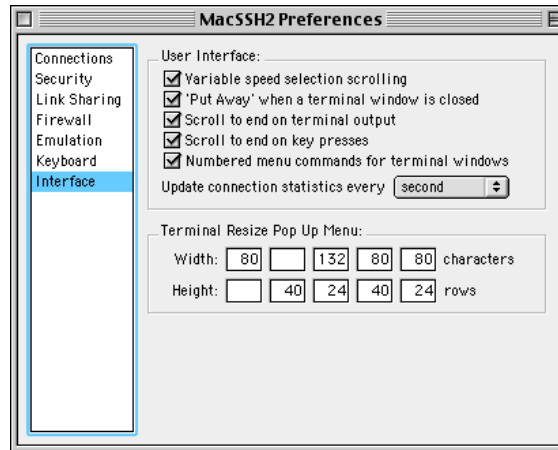 MacSSH2 Preferences
Connections
Security
Link Sharing
Firewall
Emulation
Keyboard
Interface
User Interface:
Variable speed selection scrolling
'Put Away' when a terminal window is closed
Scroll to end on terminal output
Scroll to end on key presses
Numbered menu commands for terminal windows
Update connection statistics every second
Terminal Resize Pop Up Menu:
Width: 80 132 80 80 characters
Height: 40 24 40 24 rows